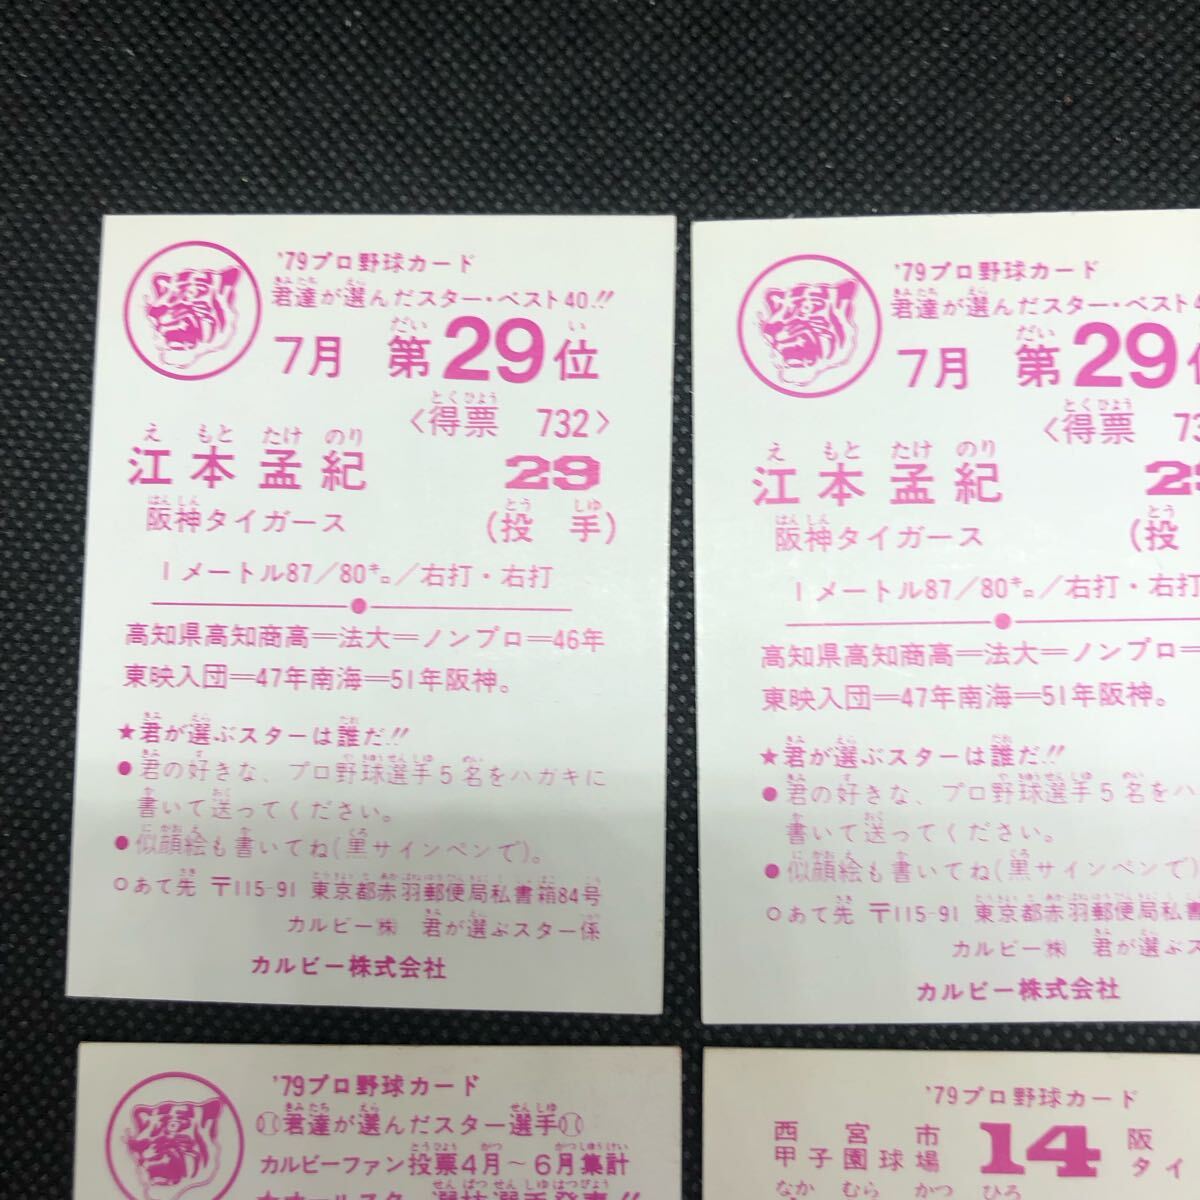 '79プロ野球カード
君達が選んだスター・ベスト40.!!
7月 第29位
〈得票 732〉
江本孟紀 29
阪神タイガース (投手)
1メートル87/80キロ/右打・右打
高知県高知商高=法大=ノンプロ=46年
東映入団=47年南海=51年阪神。
★君が選ぶスターは誰だ!!
●君の好きな、プロ野球選手5名をハガキに
書いて送ってください。
●似顔絵も書いてね(黒サインペンで)。
○あて先 〒115-91 東京都赤羽郵便局私書箱84号
カルビー㈱ 君が選ぶスター係
カルビー株式会社
'79プロ野球カード
君達が選んだスター・ベスト
7月 第29
〈得票
江本孟紀
阪神タイガース (投
1メートル87/80キロ/右打・右打
高知県高知商高=法大=ノンプロ=
東映入団=47年南海=51年阪神。
★君が選ぶスターは誰だ!!
●君の好きな、プロ野球選手5名をハ
書いて送ってください。
●似顔絵も書いてね(黒サインペンで)
○あて先 〒115-91 東京都赤羽郵便局私書
カルビー㈱ 君が選ぶス
カルビー株式会社
'79プロ野球カード
君達が選んだスター選手
カルビーファン投票4月~6月集計
'79プロ野球カード
西宮市 14 阪
甲子園球場 タイ
なか むら かつ ひろ